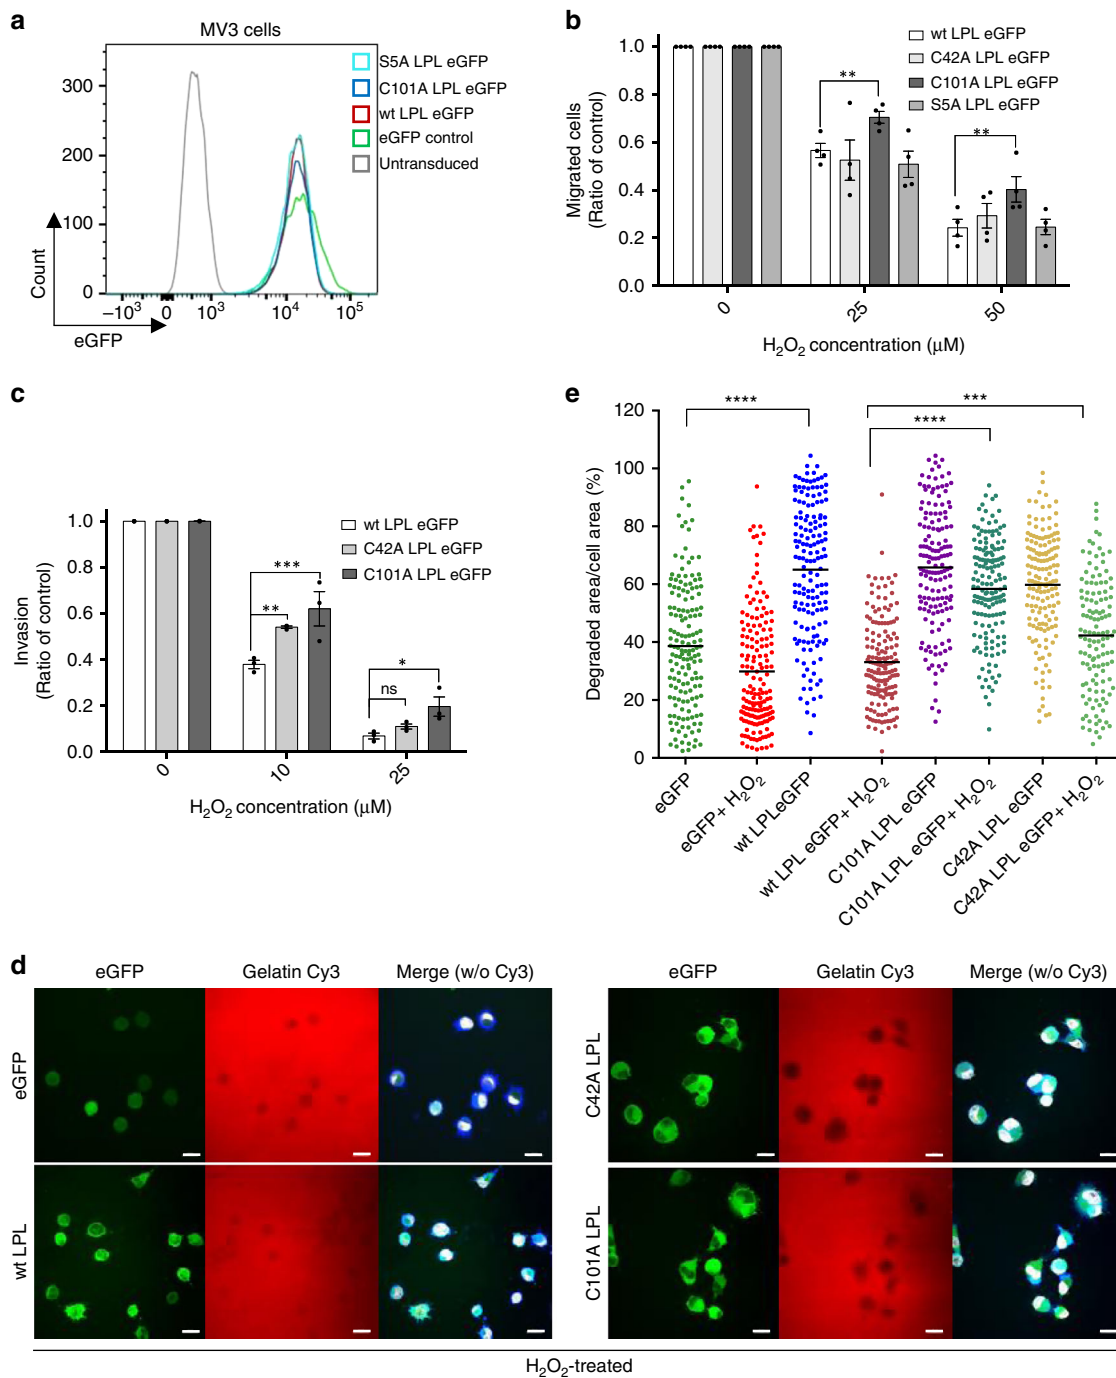 a
MV3 cells
S5A LPL eGFP
C101A LPL eGFP
wt LPL eGFP
eGFP control
Untransduced
300
200
100
0
Count
–10³ 0 10³ 10⁴ 10⁵
eGFP
b
wt LPL eGFP
C42A LPL eGFP
C101A LPL eGFP
S5A LPL eGFP
1.0
0.8
0.6
0.4
0.2
0.0
Migrated cells
(Ratio of control)
**
**
0 25 50
H₂O₂ concentration (μM)
c
wt LPL eGFP
C42A LPL eGFP
C101A LPL eGFP
1.0
0.8
0.6
0.4
0.2
0.0
Invasion
(Ratio of control)
***
**
*
ns
0 10 25
H₂O₂ concentration (μM)
e
120
100
80
60
40
20
0
Degraded area/cell area (%)
****
***
****
eGFP
eGFP+ H₂O₂
wt LPLeGFP
wt LPL eGFP+ H₂O₂
C101A LPL eGFP
C101A LPL eGFP+ H₂O₂
C42A LPL eGFP
C42A LPL eGFP+ H₂O₂
d
eGFP Gelatin Cy3 Merge (w/o Cy3)
eGFP
wt LPL
eGFP Gelatin Cy3 Merge (w/o Cy3)
C42A LPL
C101A LPL
H₂O₂-treated